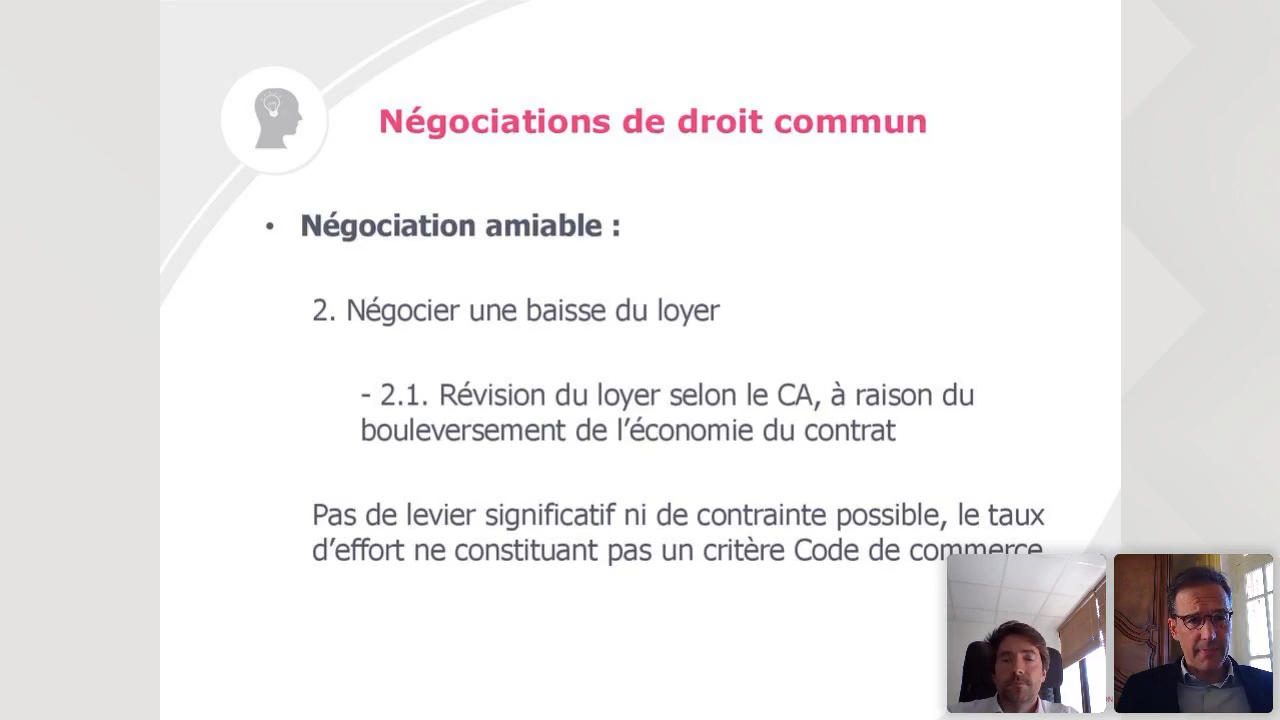 Négociations de droit commun
• Négociation amiable :
2. Négocier une baisse du loyer
- 2.1. Révision du loyer selon le CA, à raison du
bouleversement de l’économie du contrat
Pas de levier significatif ni de contrainte possible, le taux
d’effort ne constituant pas un critère Code de commerce